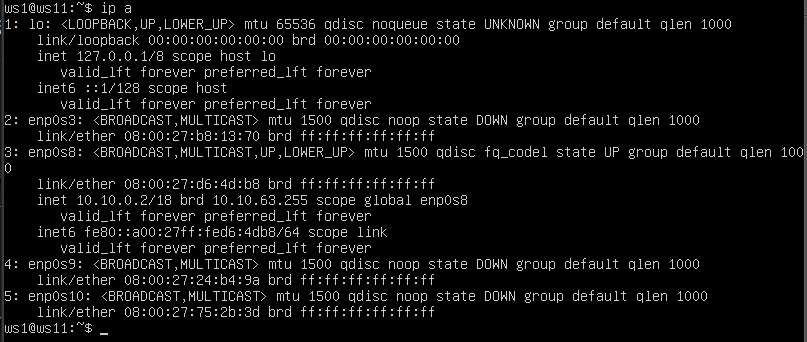 ws1@ws11:~$ ip a
1: lo: <LOOPBACK,UP,LOWER_UP> mtu 65536 qdisc noqueue state UNKNOWN group default qlen 1000
    link/loopback 00:00:00:00:00:00 brd 00:00:00:00:00:00
    inet 127.0.0.1/8 scope host lo
       valid_lft forever preferred_lft forever
    inet6 ::1/128 scope host
       valid_lft forever preferred_lft forever
2: enp0s3: <BROADCAST,MULTICAST> mtu 1500 qdisc noop state DOWN group default qlen 1000
    link/ether 08:00:27:b8:13:70 brd ff:ff:ff:ff:ff:ff
3: enp0s8: <BROADCAST,MULTICAST,UP,LOWER_UP> mtu 1500 qdisc fq_codel state UP group default qlen 100
0
    link/ether 08:00:27:d6:4d:b8 brd ff:ff:ff:ff:ff:ff
    inet 10.10.0.2/18 brd 10.10.63.255 scope global enp0s8
       valid_lft forever preferred_lft forever
    inet6 fe80::a00:27ff:fed6:4db8/64 scope link
       valid_lft forever preferred_lft forever
4: enp0s9: <BROADCAST,MULTICAST> mtu 1500 qdisc noop state DOWN group default qlen 1000
    link/ether 08:00:27:24:b4:9a brd ff:ff:ff:ff:ff:ff
5: enp0s10: <BROADCAST,MULTICAST> mtu 1500 qdisc noop state DOWN group default qlen 1000
    link/ether 08:00:27:75:2b:3d brd ff:ff:ff:ff:ff:ff
ws1@ws11:~$ _